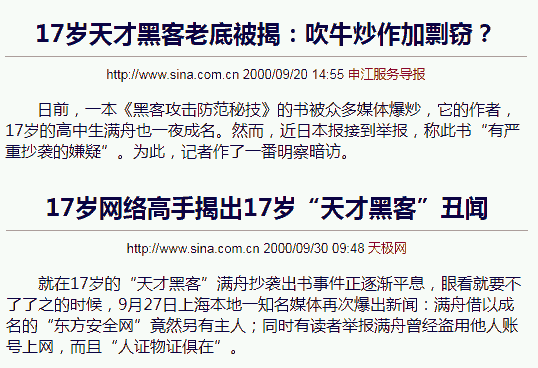 17岁天才黑客老底被揭：吹牛炒作加剽窃？
http://www.sina.com.cn 2000/09/20 14:55 申江服务导报
日前，一本《黑客攻击防范秘技》的书被众多媒体爆炒，它的作者，
17岁的高中生满舟也一夜成名。然而，近日本报接到举报，称此书“有严
重抄袭的嫌疑”。为此，记者作了一番明察暗访。
17岁网络高手揭出17岁“天才黑客”丑闻
http://www.sina.com.cn 2000/09/30 09:48 天极网
就在17岁的“天才黑客”满舟抄袭出书事件正逐渐平息，眼看就要不
了了之的时候，9月27日上海本地一知名媒体再次爆出新闻：满舟借以成
名的“东方安全网”竟然另有主人；同时有读者举报满舟曾经盗用他人账
号上网，而且“人证物证俱在”。